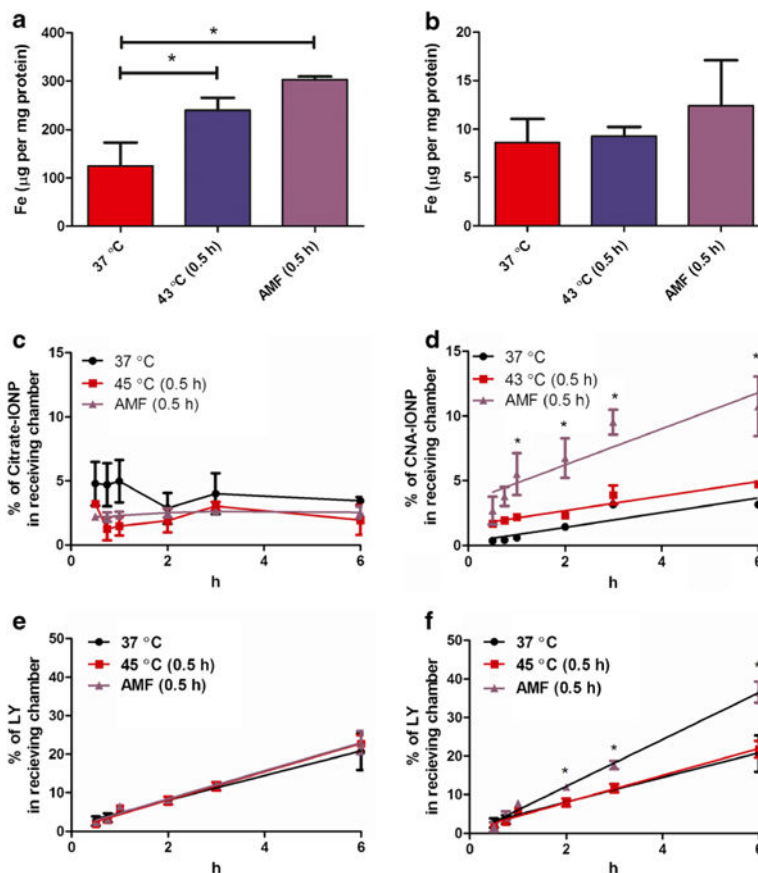 a
*
*
Fe (µg per mg protein)
400
300
200
100
0
37 °C
43 °C (0.5 h)
AMF (0.5 h)
b
Fe (µg per mg protein)
20
15
10
5
0
37 °C
43 °C (0.5 h)
AMF (0.5 h)
c
% of Citrate-IONP
in receiving chamber
15
10
5
0
37 °C
45 °C (0.5 h)
AMF (0.5 h)
0
2
4
6
h
d
% of CNA-IONP
in receiving chamber
15
10
5
0
37 °C
43 °C (0.5 h)
AMF (0.5 h)
*
*
*
*
0
2
4
6
h
e
% of LY
in recieving chamber
50
40
30
20
10
0
37 °C
45 °C (0.5 h)
AMF (0.5 h)
0
2
4
6
h
f
% of LY
in receiving chamber
50
40
30
20
10
0
37 °C
45 °C (0.5 h)
AMF (0.5 h)
*
*
*
0
2
4
6
h